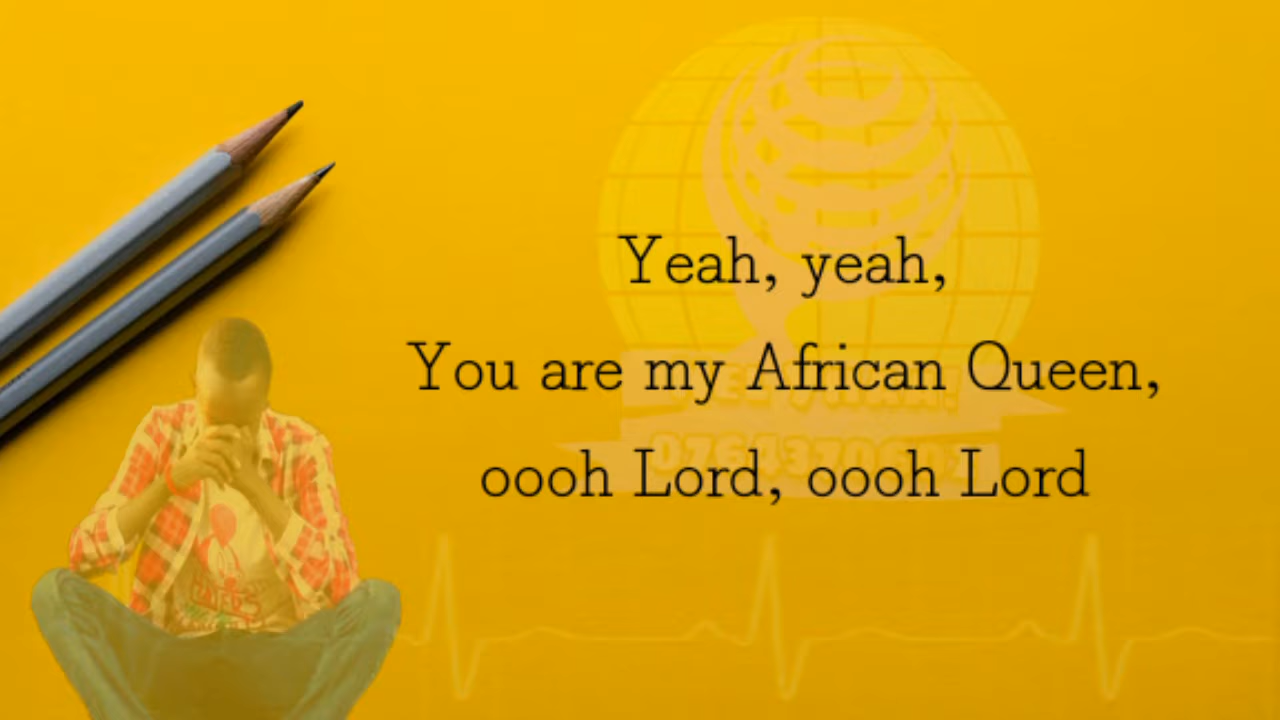 Yeah, yeah,
You are my African Queen,
oooh Lord, oooh Lord